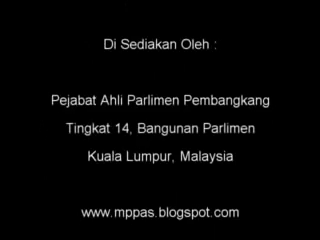 Di Sediakan Oleh :
Pejabat Ahli Parlimen Pembangkang
Tingkat 14, Bangunan Parlimen
Kuala Lumpur, Malaysia
www.mppas.blogspot.com